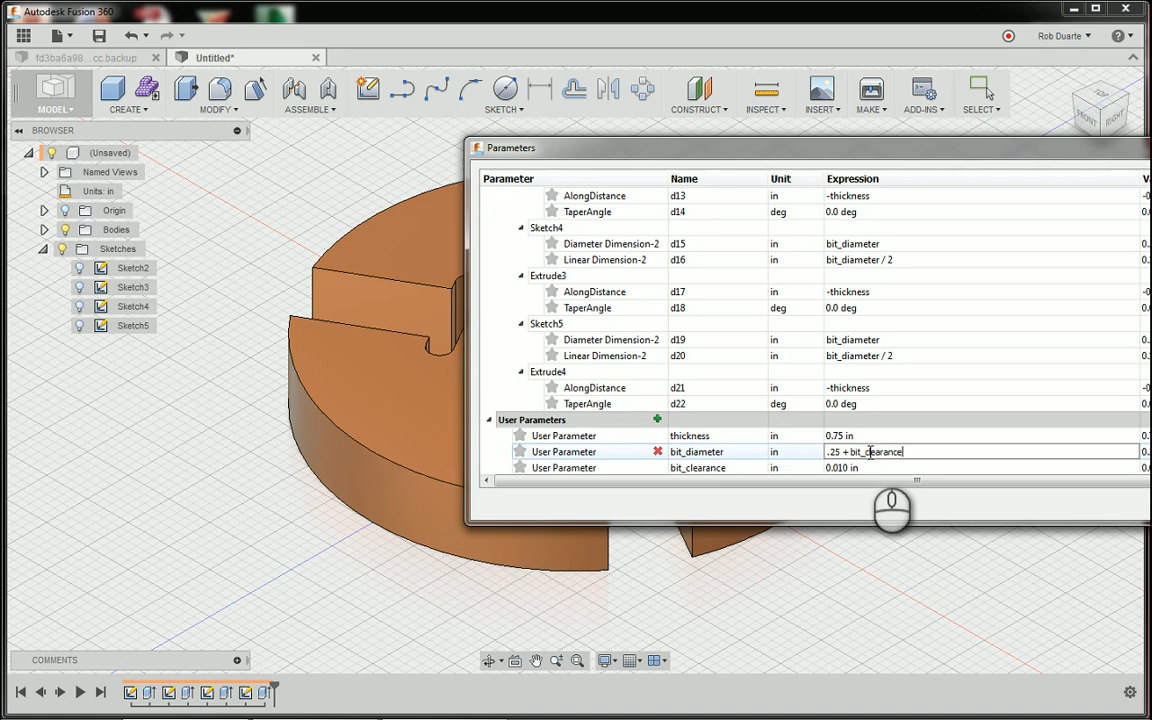 Autodesk Fusion 360
Rob Duarte
fd3ba6a98 ...cc.backup
Untitled*
MODEL
CREATE
MODIFY
ASSEMBLE
SKETCH
CONSTRUCT
INSPECT
INSERT
MAKE
ADD-INS
SELECT
TOP
FRONT
RIGHT
BROWSER
(Unsaved)
Named Views
Units: in
Origin
Bodies
Sketches
Sketch2
Sketch3
Sketch4
Sketch5
Parameters
Parameter Name Unit Expression
AlongDistance d13 in -thickness
TaperAngle d14 deg 0.0 deg
Sketch4
Diameter Dimension-2 d15 in bit_diameter
Linear Dimension-2 d16 in bit_diameter / 2
Extrude3
AlongDistance d17 in -thickness
TaperAngle d18 deg 0.0 deg
Sketch5
Diameter Dimension-2 d19 in bit_diameter
Linear Dimension-2 d20 in bit_diameter / 2
Extrude4
AlongDistance d21 in -thickness
TaperAngle d22 deg 0.0 deg
User Parameters
User Parameter thickness in 0.75 in
User Parameter bit_diameter in .25 + bit_clearance
User Parameter bit_clearance in 0.010 in
COMMENTS